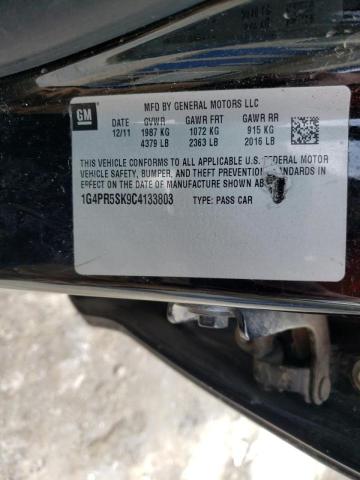 GM
MFD BY GENERAL MOTORS LLC
DATE GVWR GAWR FRT GAWR RR
12/11 1987 KG 1072 KG 915 KG
4379 LB 2363 LB 2016 LB
THIS VEHICLE CONFORMS TO ALL APPLICABLE U.S. FEDERAL MOTOR
VEHICLE SAFETY, BUMPER, AND THEFT PREVENTION STANDARDS IN
EFFECT ON THE DATE OF MANUFACTURE SHOWN ABOVE.
1G4PR5SK9C4133803 TYPE: PASS CAR